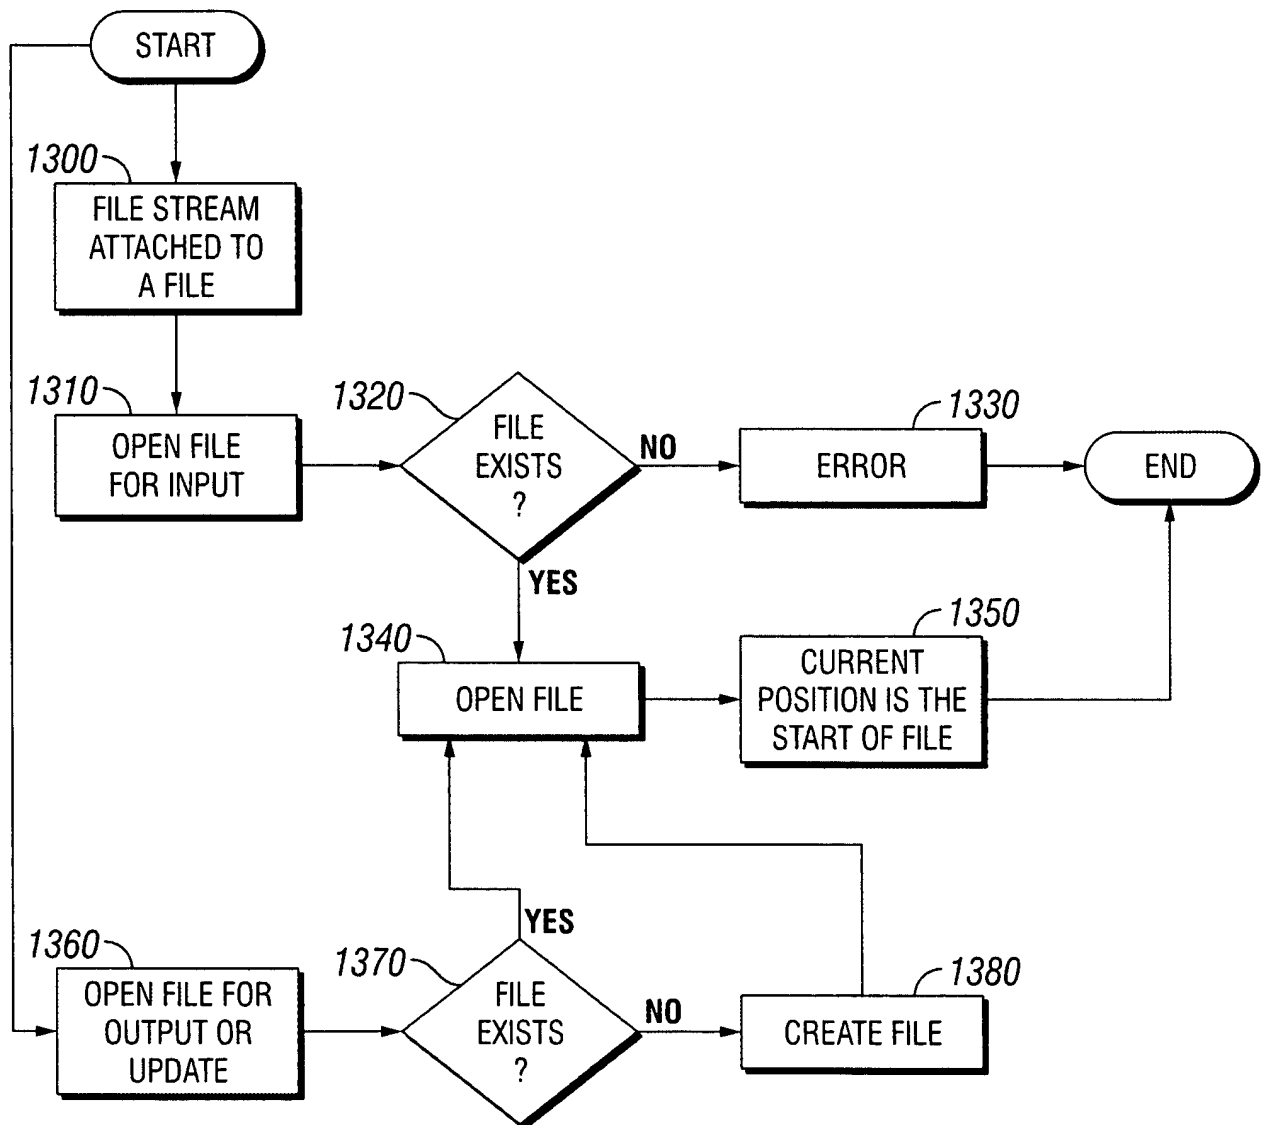 START
1300
FILE STREAM
ATTACHED TO
A FILE
1310
OPEN FILE
FOR INPUT
1320
FILE
EXISTS
?
NO
YES
1330
ERROR
END
1340
OPEN FILE
1350
CURRENT
POSITION IS THE
START OF FILE
1360
OPEN FILE FOR
OUTPUT OR
UPDATE
1370
FILE
EXISTS
?
YES
NO
1380
CREATE FILE